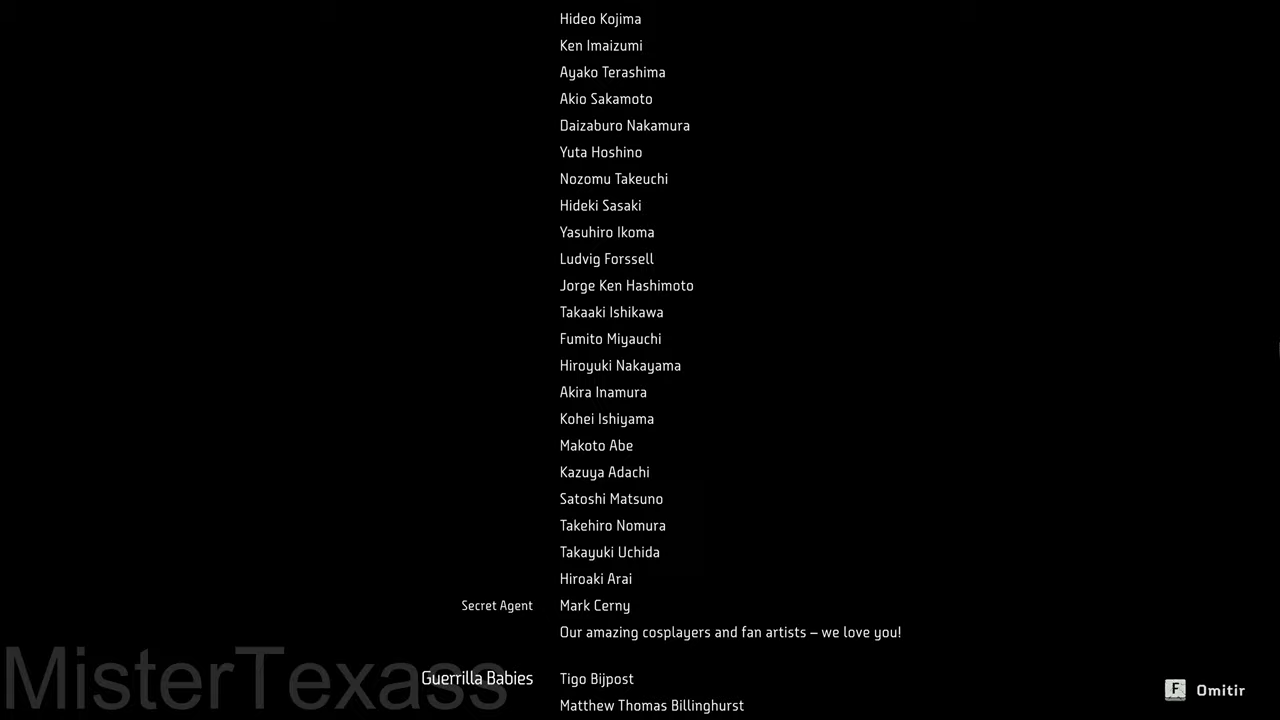 Hideo Kojima
Ken Imaizumi
Ayako Terashima
Akio Sakamoto
Daizaburo Nakamura
Yuta Hoshino
Nozomu Takeuchi
Hideki Sasaki
Yasuhiro Ikoma
Ludvig Forssell
Jorge Ken Hashimoto
Takaaki Ishikawa
Fumito Miyauchi
Hiroyuki Nakayama
Akira Inamura
Kohei Ishiyama
Makoto Abe
Kazuya Adachi
Satoshi Matsuno
Takehiro Nomura
Takayuki Uchida
Hiroaki Arai
Secret Agent Mark Cerny
Our amazing cosplayers and fan artists – we love you!
Guerrilla Babies Tigo Bijpost
Matthew Thomas Billinghurst
MisterTexass
F Omitir